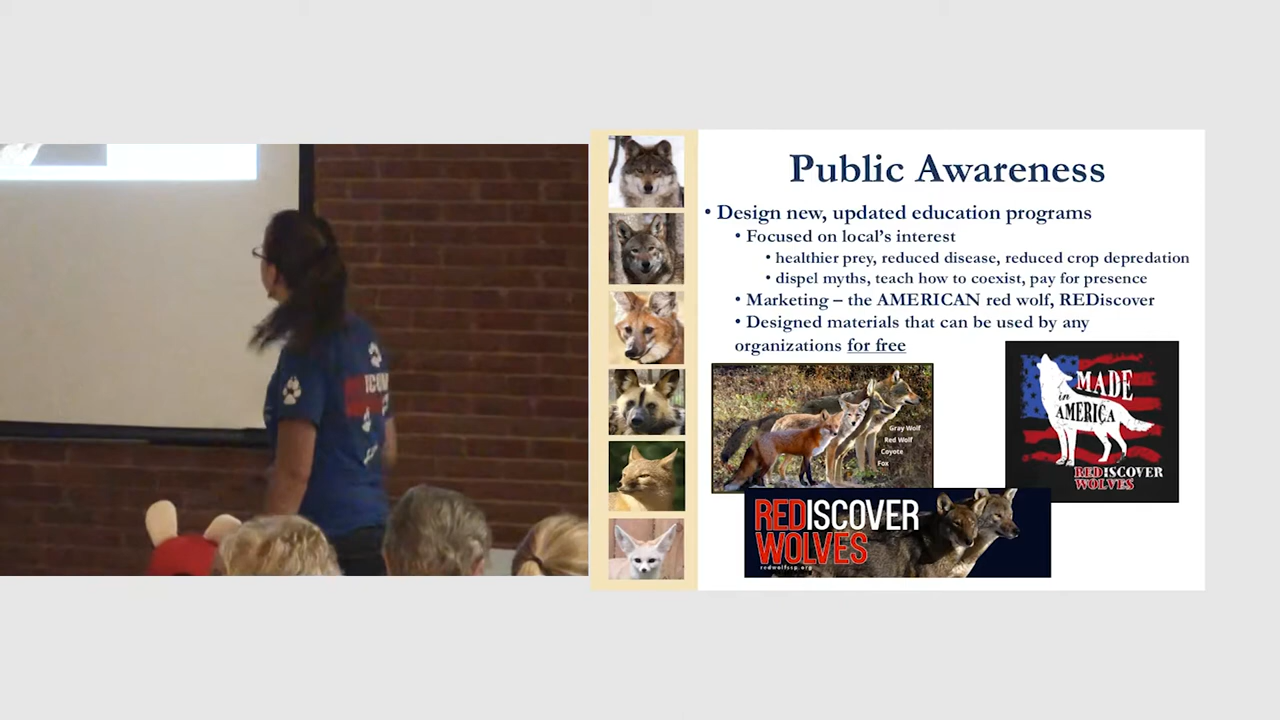 Public Awareness
• Design new, updated education programs
• Focused on local's interest
• healthier prey, reduced disease, reduced crop depredation
• dispel myths, teach how to coexist, pay for presence
• Marketing – the AMERICAN red wolf, REDiscover
• Designed materials that can be used by any
organizations for free
Gray Wolf
Red Wolf
Coyote
Fox
MADE
in
AMERICA
REDISCOVER
WOLVES
REDISCOVER
WOLVES
redwolfssp.org